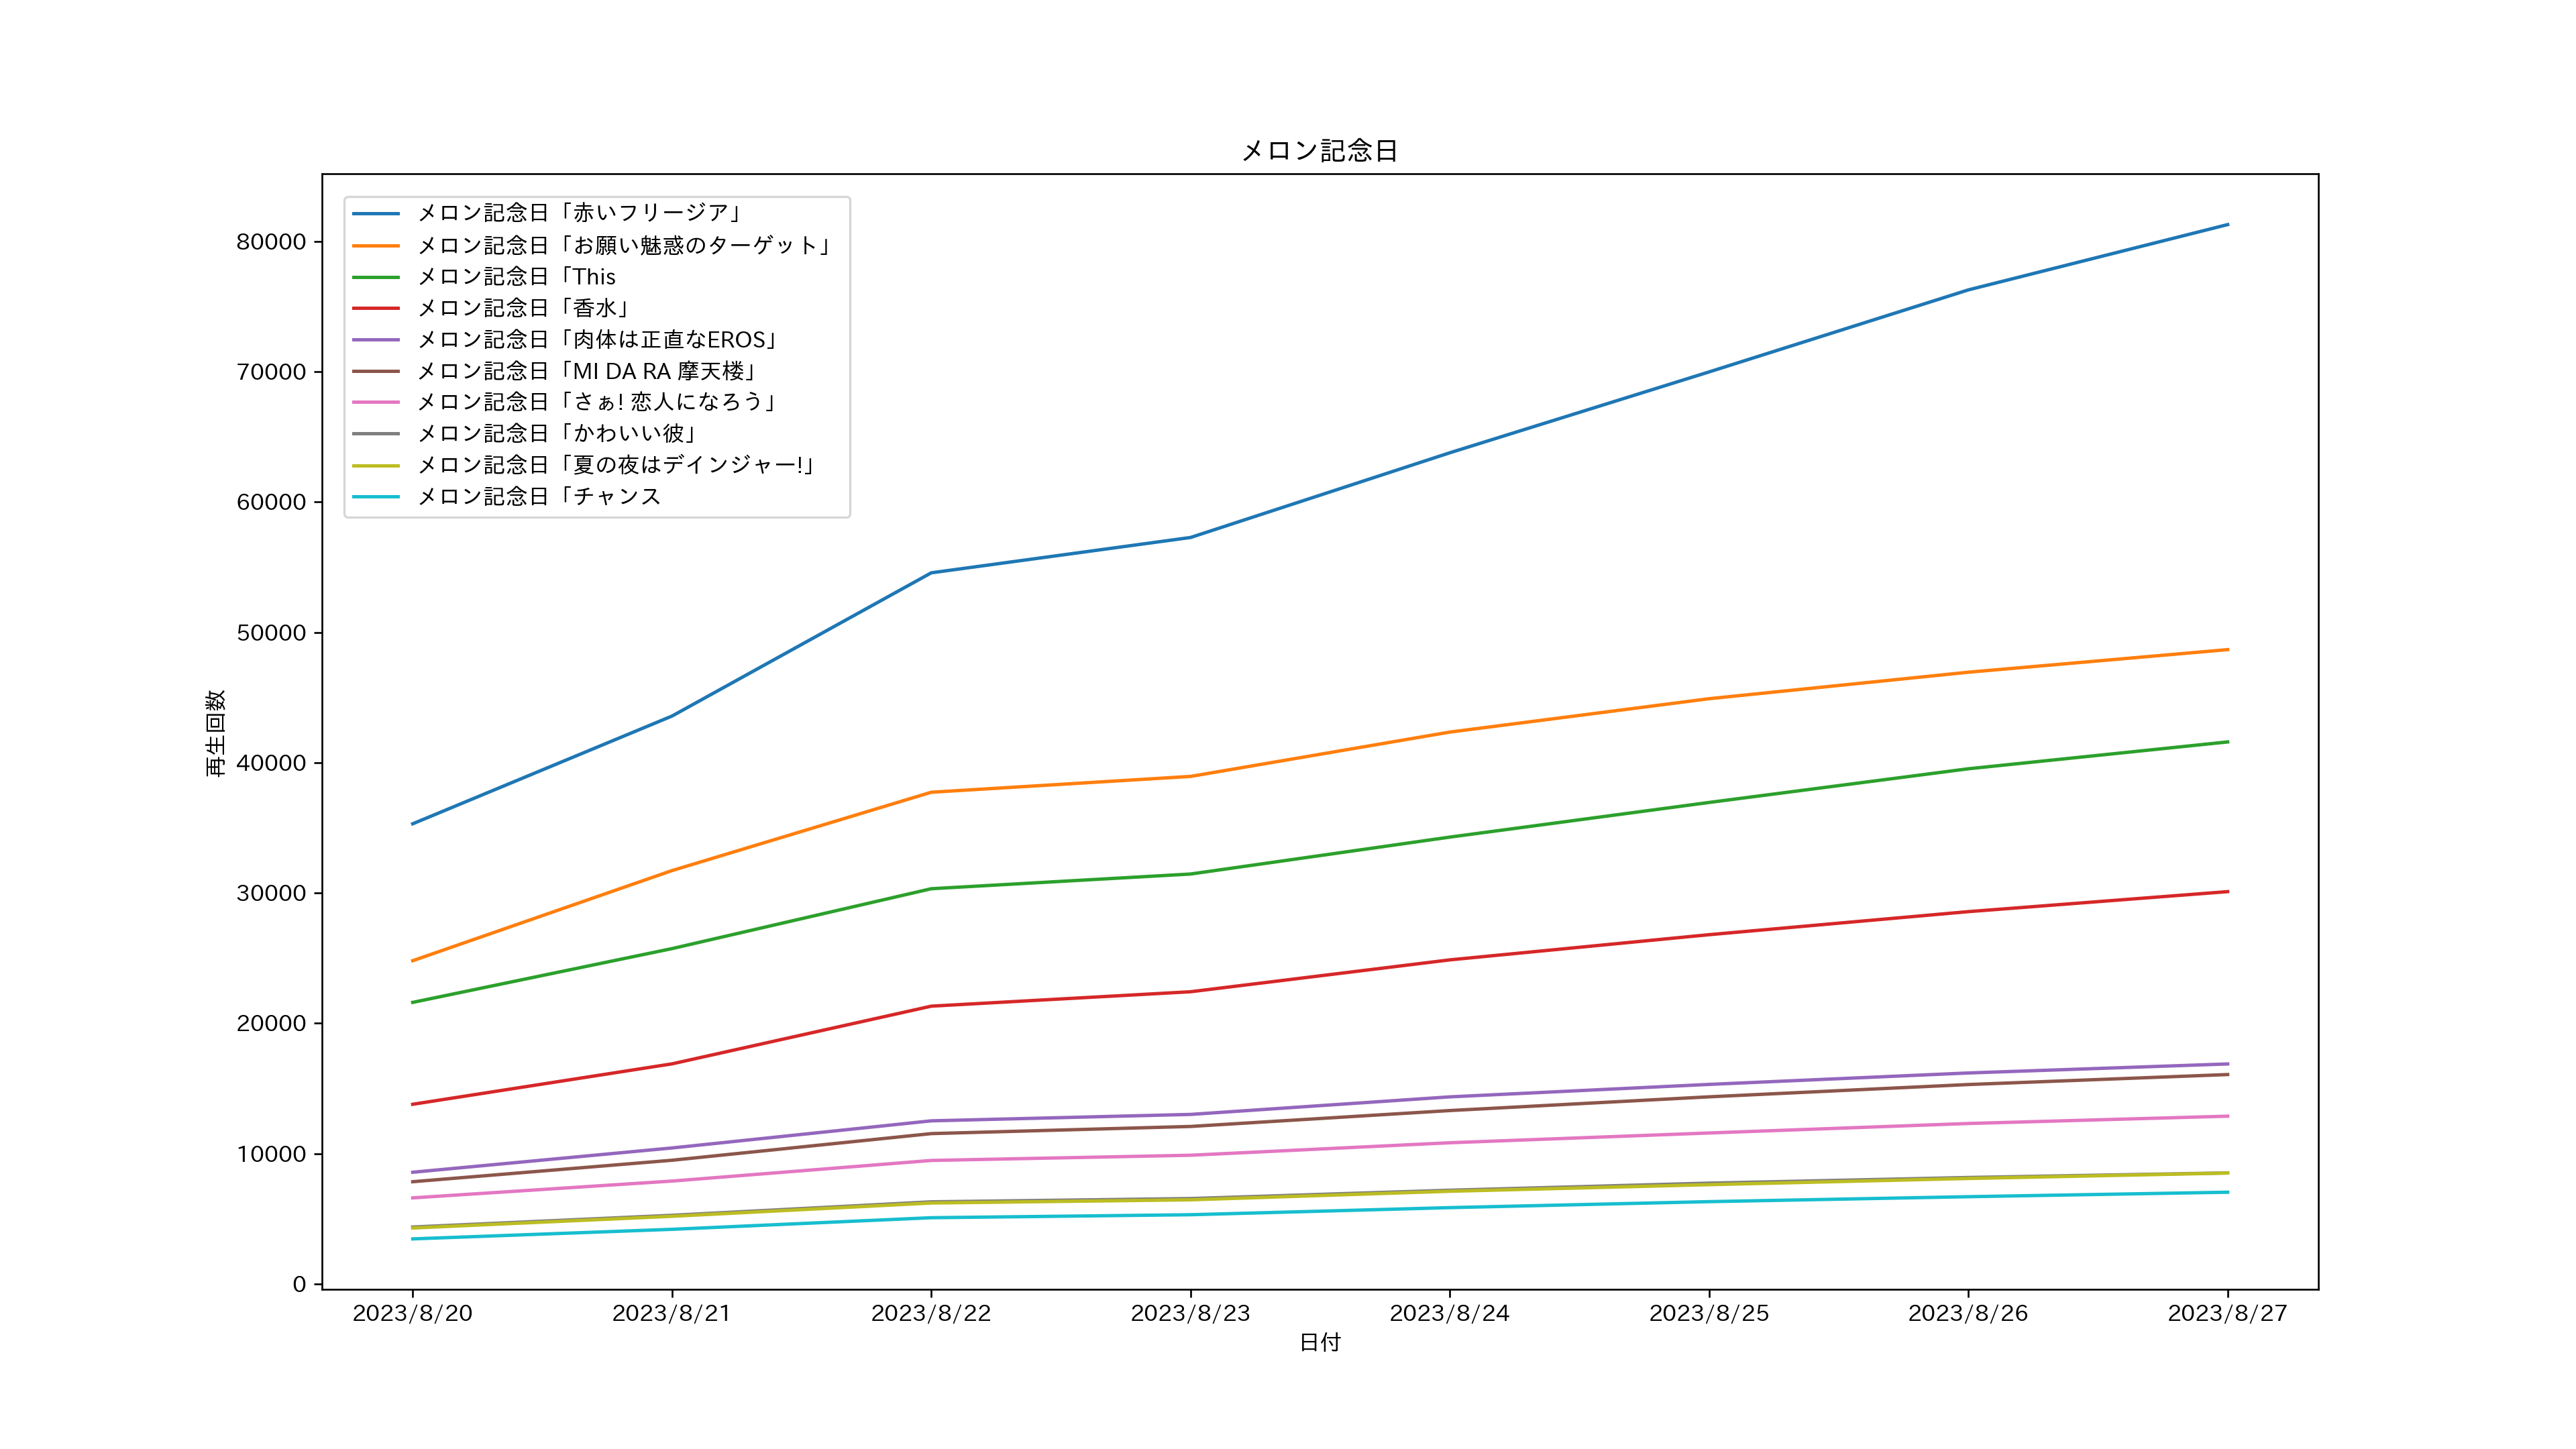 メロン記念日
メロン記念日「赤いフリージア」
メロン記念日「お願い魅惑のターゲット」
メロン記念日「This
メロン記念日「香水」
メロン記念日「肉体は正直なEROS」
メロン記念日「MI DA RA 摩天楼」
メロン記念日「さぁ! 恋人になろう」
メロン記念日「かわいい彼」
メロン記念日「夏の夜はデインジャー!」
メロン記念日「チャンス
再生回数
80000
70000
60000
50000
40000
30000
20000
10000
0
2023/8/20 2023/8/21 2023/8/22 2023/8/23 2023/8/24 2023/8/25 2023/8/26 2023/8/27
日付